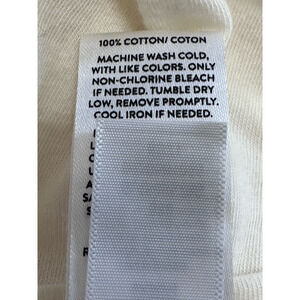 100% COTTON/ COTON
MACHINE WASH COLD,
WITH LIKE COLORS. ONLY
NON-CHLORINE BLEACH
IF NEEDED. TUMBLE DRY
LOW, REMOVE PROMPTLY.
COOL IRON IF NEEDED.